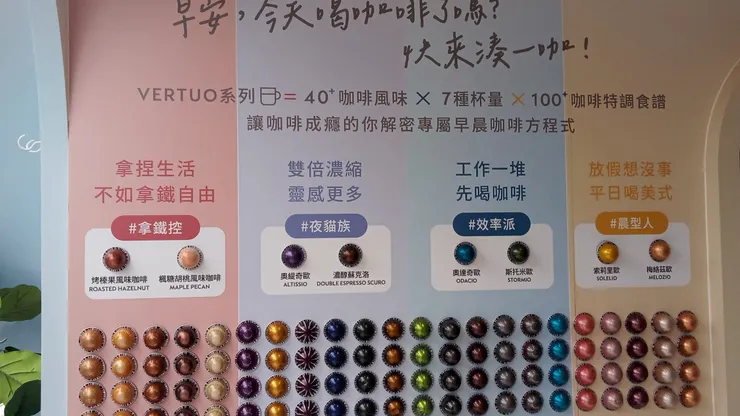 早安,今天喝咖啡了嗎?
快來湊一咖!
VERTUO系列 = 40+咖啡風味 × 7種杯量 × 100+咖啡特調食譜
讓咖啡成癮的你解密專屬早晨咖啡方程式
拿捏生活
不如拿鐵自由
#拿鐵控
烤榛果風味咖啡
ROASTED HAZELNUT
楓糖胡桃風味咖啡
MAPLE PECAN
雙倍濃縮
靈感更多
#夜貓族
奧緹奇歐
ALTISSIO
濃醇蘇克洛
DOUBLE ESPRESSO SCURO
工作一堆
先喝咖啡
#效率派
奧達奇歐
ODACIO
斯托米歐
STORMIO
放假想沒事
平日喝美式
#晨型人
索莉里歐
SOLELIO
梅絡茲歐
MELOZIO